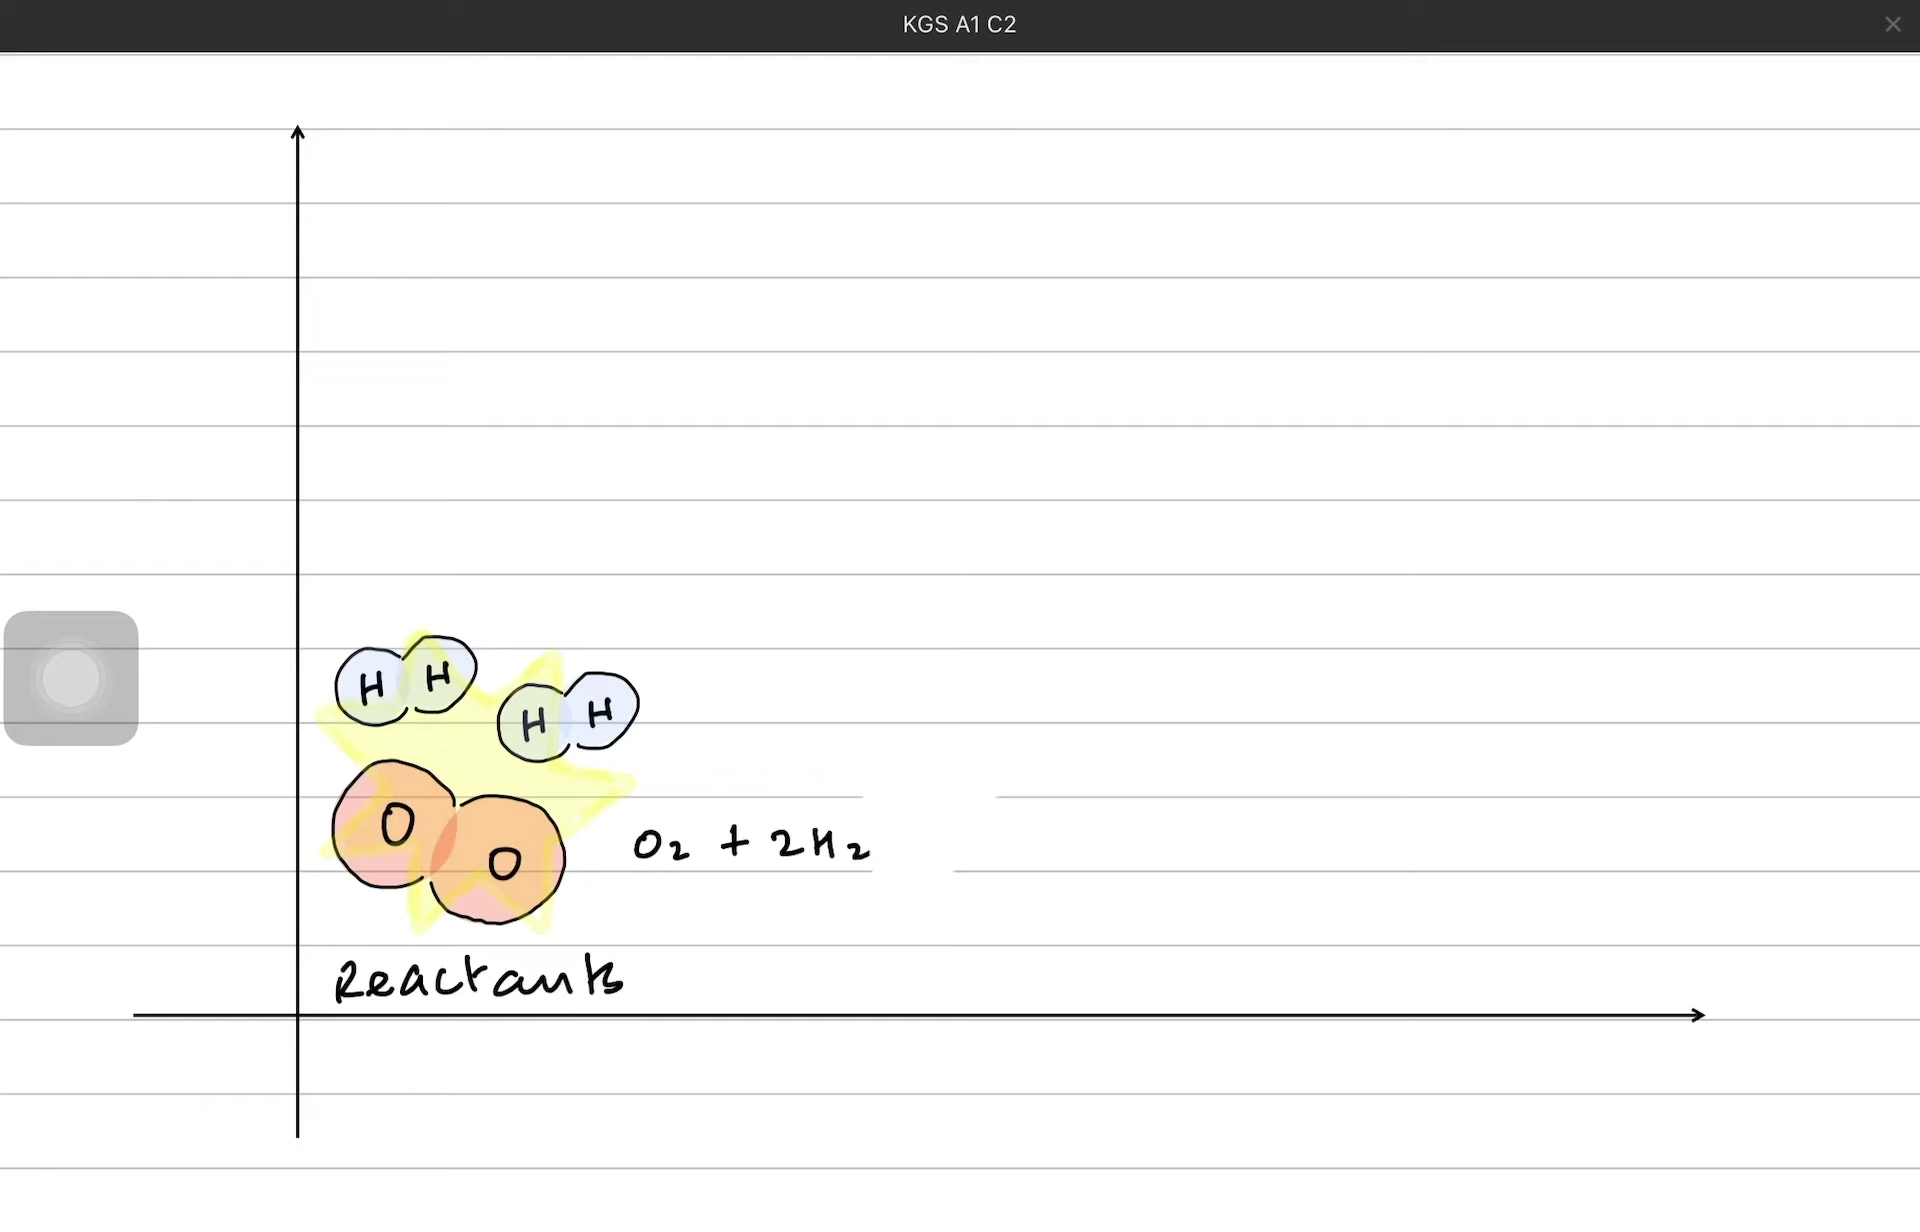 KGS A1 C2
H H
H H
O
O
O₂ + 2H₂
Reactants